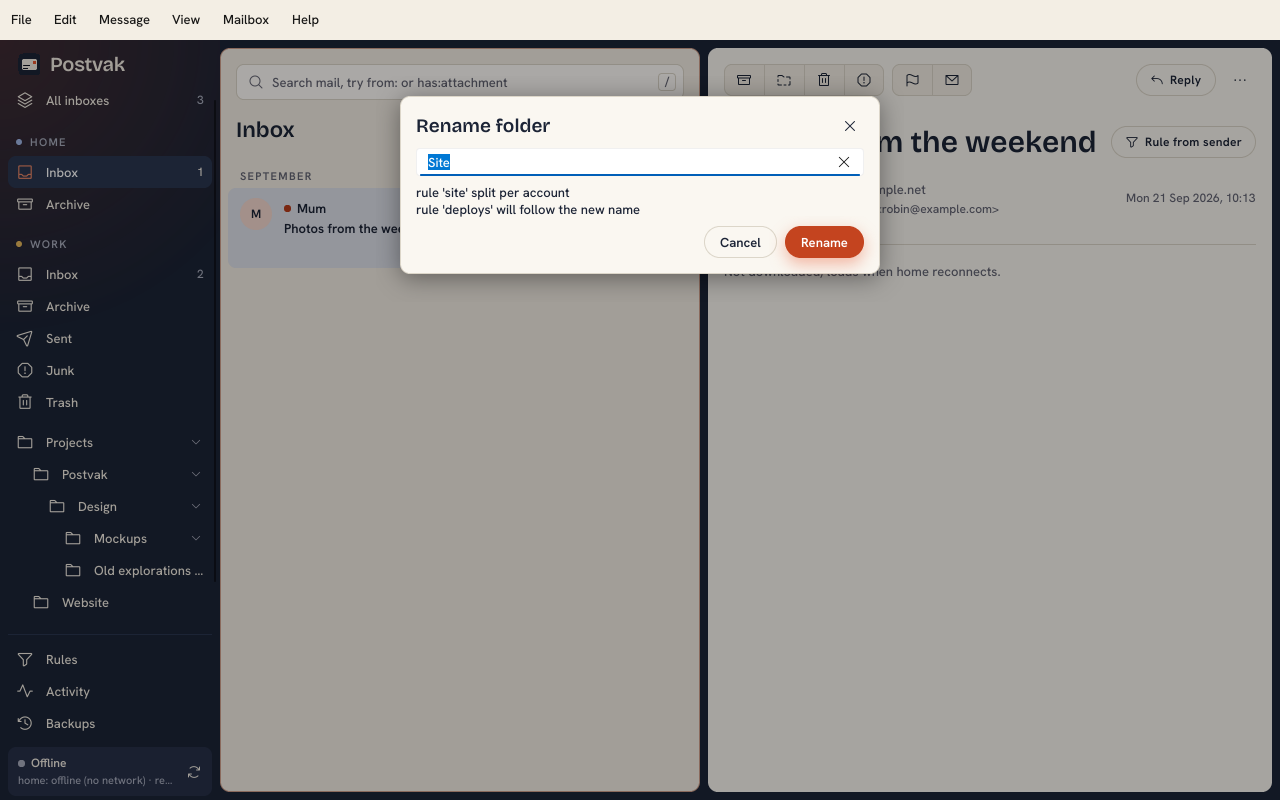 File Edit Message View Mailbox Help
Postvak
All inboxes 3
HOME
Inbox 1
Archive
WORK
Inbox 2
Archive
Sent
Junk
Trash
Projects
Postvak
Design
Mockups
Old explorations ...
Website
Rules
Activity
Backups
Offline
home: offline (no network) · re...
Search mail, try from: or has:attachment /
Inbox
SEPTEMBER
M
Mum
Photos from the wee
Rename folder
Site
rule 'site' split per account
rule 'deploys' will follow the new name
Cancel Rename
Reply ...
m the weekend
Rule from sender
mple.net
robin@example.com>
Mon 21 Sep 2026, 10:13
Not downloaded, loads when home reconnects.